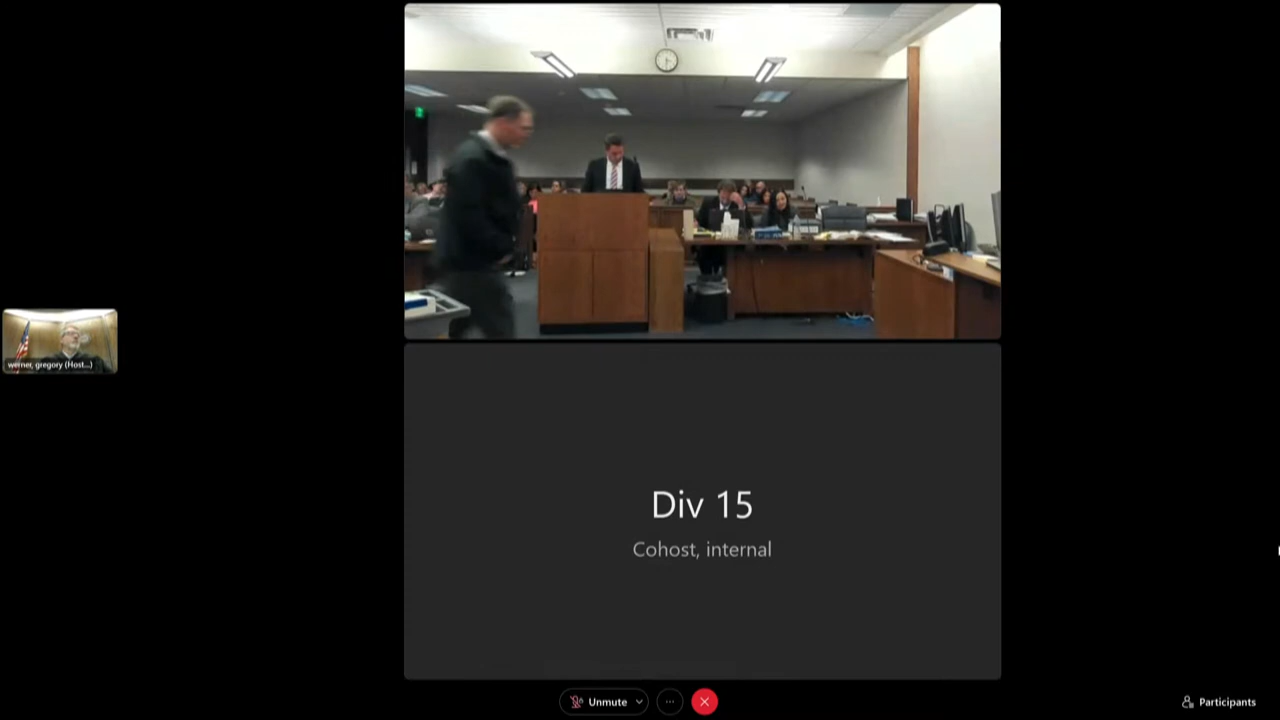 werner, gregory (Host...)
Div 15
Cohost, internal
Unmute
Participants